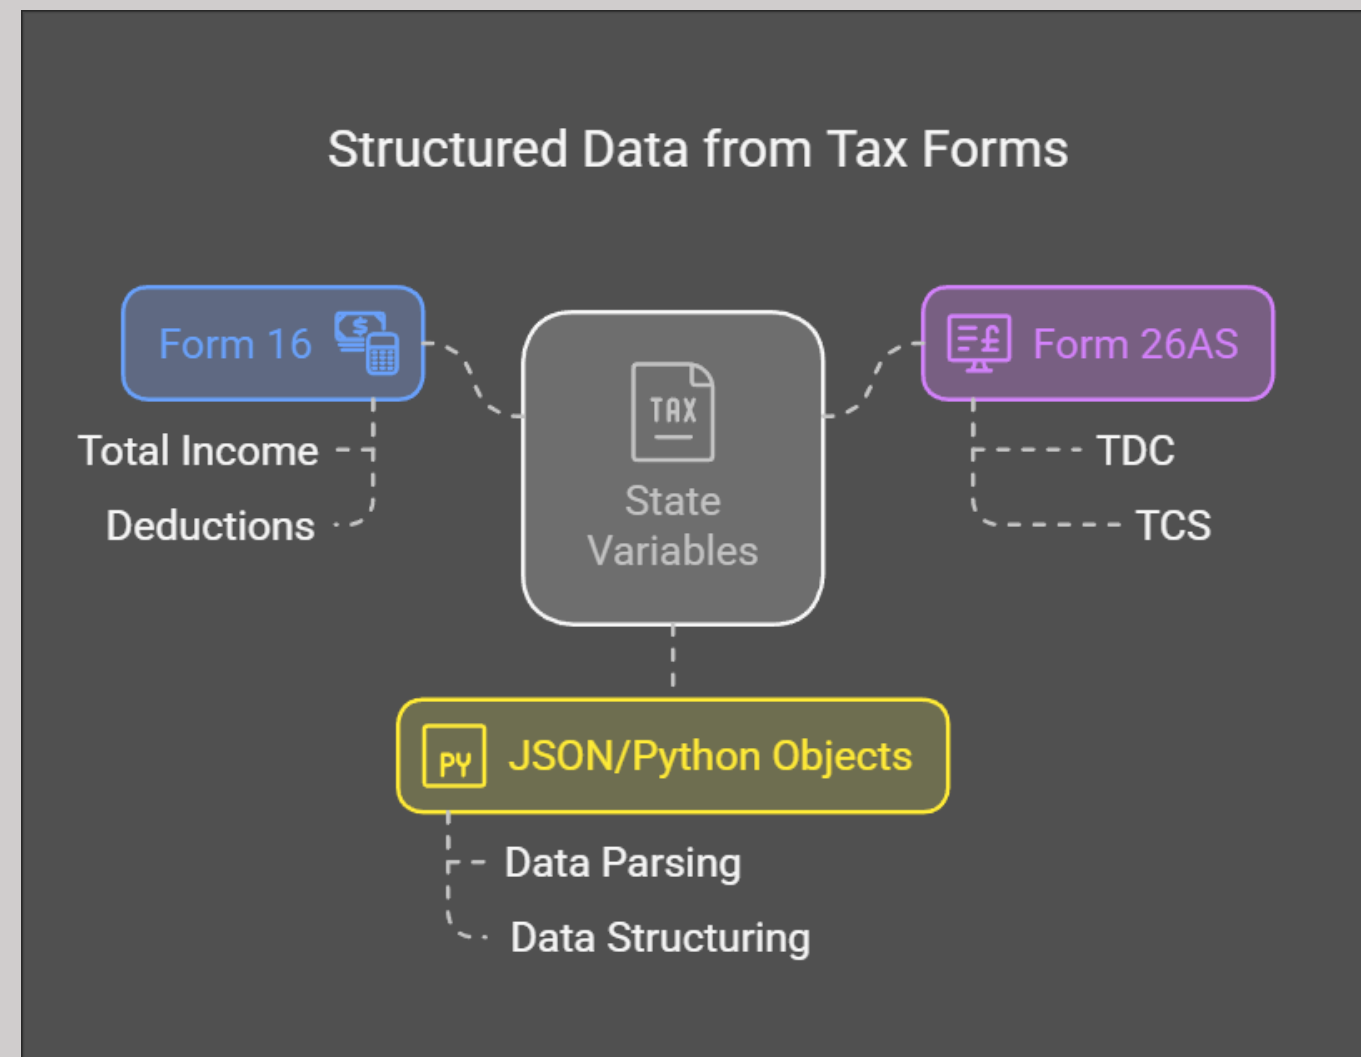 Structured Data from Tax Forms
Form 16
$
Total Income
Deductions
TAX
State
Variables
£
Form 26AS
TDC
TCS
PY
JSON/Python Objects
Data Parsing
Data Structuring